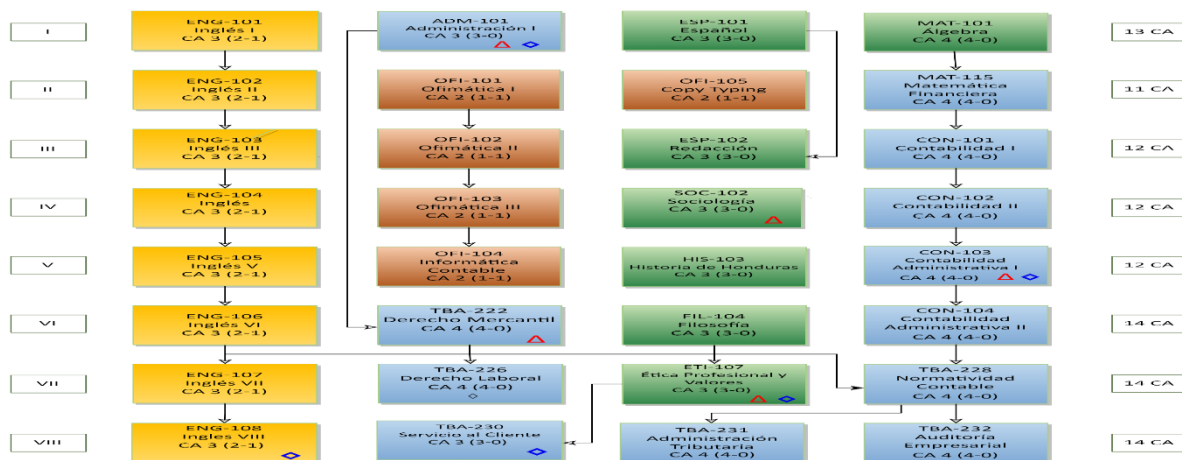 I
ENG-101
Inglés I
CA 3 (2-1)
ADM-101
Administración I
CA 3 (3-0)
ESP-101
Español
CA 3 (3-0)
MAT-101
Álgebra
CA 4 (4-0)
13 CA
II
ENG-102
Inglés II
CA 3 (2-1)
OFI-101
Ofimática I
CA 2 (1-1)
OFI-105
Copy Typing
CA 2 (1-1)
MAT-115
Matemática
Financiera
CA 4 (4-0)
11 CA
III
ENG-103
Inglés III
CA 3 (2-1)
OFI-102
Ofimática II
CA 2 (1-1)
ESP-102
Redacción
CA 3 (3-0)
CON-101
Contabilidad I
CA 4 (4-0)
12 CA
IV
ENG-104
Inglés
CA 3 (2-1)
OFI-103
Ofimática III
CA 2 (1-1)
SOC-102
Sociología
CA 3 (3-0)
CON-102
Contabilidad II
CA 4 (4-0)
12 CA
V
ENG-105
Inglés V
CA 3 (2-1)
OFI-104
Informática
Contable
CA 2 (1-1)
HIS-103
Historia de Honduras
CA 3 (3-0)
CON-103
Contabilidad
Administrativa I
CA 4 (4-0)
12 CA
VI
ENG-106
Inglés VI
CA 3 (2-1)
TBA-222
Derecho Mercantil
CA 4 (4-0)
FIL-104
Filosofía
CA 3 (3-0)
CON-104
Contabilidad
Administrativa II
CA 4 (4-0)
14 CA
VII
ENG-107
Inglés VII
CA 3 (2-1)
TBA-226
Derecho Laboral
CA 4 (4-0)
ETI-107
Ética Profesional y
Valores
CA 3 (3-0)
TBA-228
Normatividad
Contable
CA 4 (4-0)
14 CA
VIII
ENG-108
Ingles VIII
CA 3 (2-1)
TBA-230
Servicio al Cliente
CA 3 (3-0)
TBA-231
Administración
Tributaria
CA 4 (4-0)
TBA-232
Auditoría
Empresarial
CA 4 (4-0)
14 CA